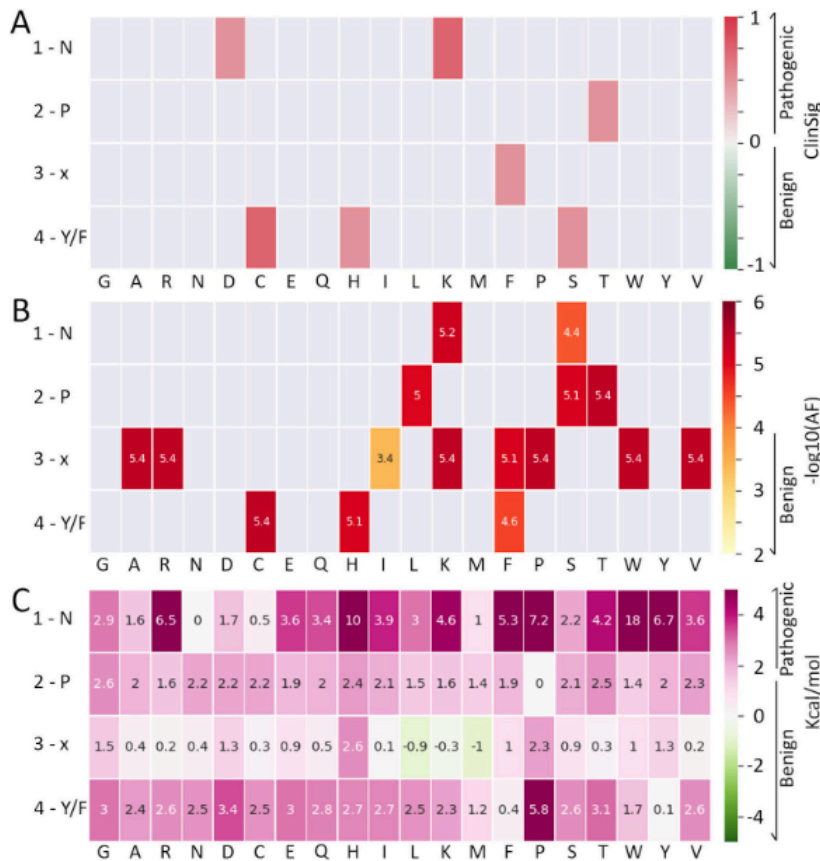 A
1 - N
2 - P
3 - x
4 - Y/F
G A R N D C E Q H I L K M F P S T W Y V
1
0
-1
Pathogenic
Benign
ClinSig
B
1 - N 5.2 4.4
2 - P 5 5.1 5.4
3 - x 5.4 5.4 3.4 5.4 5.1 5.4 5.4 5.4
4 - Y/F 5.4 5.1 4.6
G A R N D C E Q H I L K M F P S T W Y V
6
5
4
3
2
Benign
-log10(AF)
C
1 - N 2.9 1.6 6.5 0 1.7 0.5 3.6 3.4 10 3.9 3 4.6 1 5.3 7.2 2.2 4.2 18 6.7 3.6
2 - P 2.6 2 1.6 2.2 2.2 2.2 1.9 2 2.4 2.1 1.5 1.6 1.4 1.9 0 2.1 2.5 1.4 2 2.3
3 - x 1.5 0.4 0.2 0.4 1.3 0.3 0.9 0.5 2.6 0.1 -0.9 -0.3 -1 1 2.3 0.9 0.3 1 1.3 0.2
4 - Y/F 3 2.4 2.6 2.5 3.4 2.5 3 2.8 2.7 2.7 2.5 2.3 1.2 0.4 5.8 2.6 3.1 1.7 0.1 2.6
G A R N D C E Q H I L K M F P S T W Y V
4
2
0
-2
-4
Pathogenic
Benign
Kcal/mol